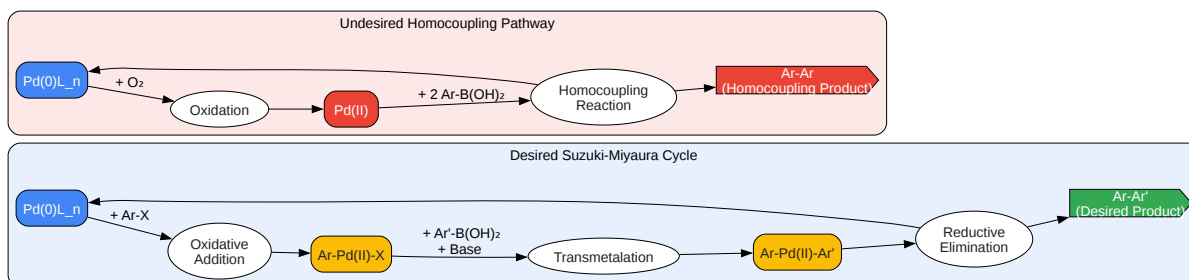 Undesired Homocoupling Pathway
Pd(0)L_n
+ O₂
Oxidation
Pd(II)
+ 2 Ar-B(OH)₂
Homocoupling
Reaction
Ar-Ar
(Homocoupling Product)
Desired Suzuki-Miyaura Cycle
Pd(0)L_n
+ Ar-X
Oxidative
Addition
Ar-Pd(II)-X
+ Ar'-B(OH)₂
+ Base
Transmetalation
Ar-Pd(II)-Ar'
Reductive
Elimination
Ar-Ar'
(Desired Product)